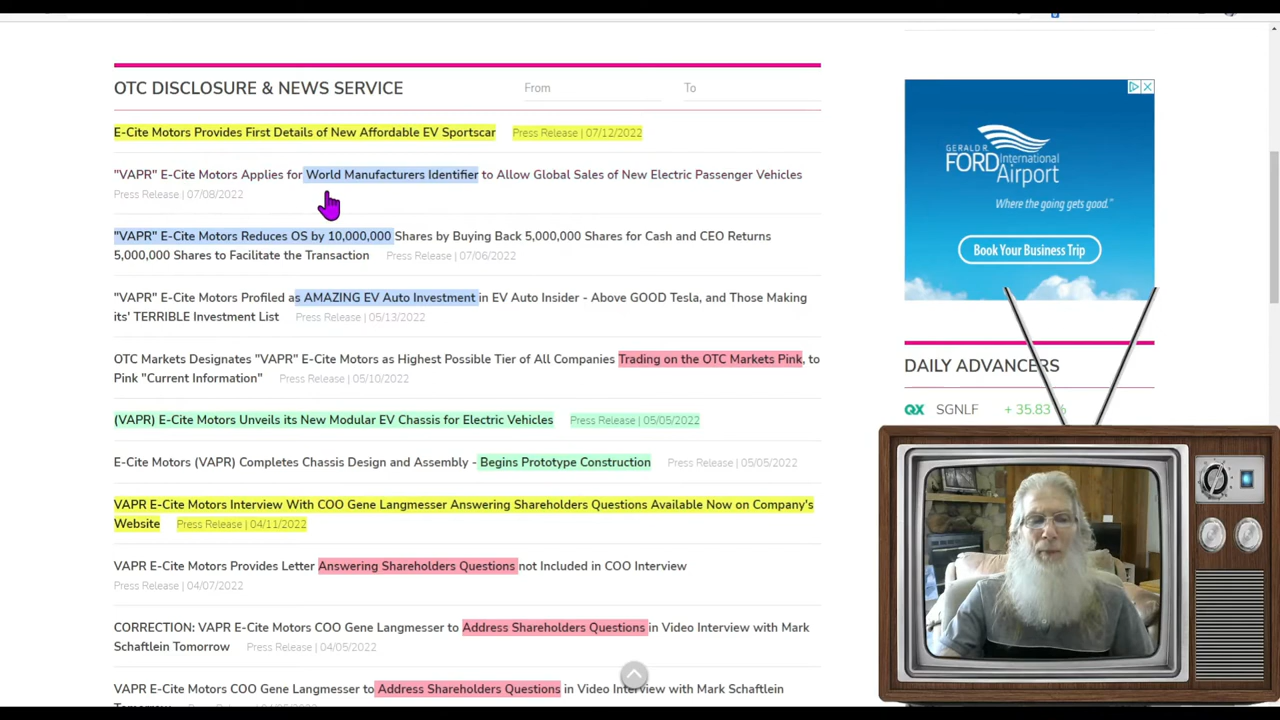 OTC DISCLOSURE & NEWS SERVICE
From
To
E-Cite Motors Provides First Details of New Affordable EV Sportscar Press Release | 07/12/2022
"VAPR" E-Cite Motors Applies for World Manufacturers Identifier to Allow Global Sales of New Electric Passenger Vehicles
Press Release | 07/08/2022
"VAPR" E-Cite Motors Reduces OS by 10,000,000 Shares by Buying Back 5,000,000 Shares for Cash and CEO Returns
5,000,000 Shares to Facilitate the Transaction Press Release | 07/06/2022
"VAPR" E-Cite Motors Profiled as AMAZING EV Auto Investment in EV Auto Insider - Above GOOD Tesla, and Those Making
its' TERRIBLE Investment List Press Release | 05/13/2022
OTC Markets Designates "VAPR" E-Cite Motors as Highest Possible Tier of All Companies Trading on the OTC Markets Pink, to
Pink "Current Information" Press Release | 05/10/2022
(VAPR) E-Cite Motors Unveils its New Modular EV Chassis for Electric Vehicles Press Release | 05/05/2022
E-Cite Motors (VAPR) Completes Chassis Design and Assembly - Begins Prototype Construction Press Release | 05/05/2022
VAPR E-Cite Motors Interview With COO Gene Langmesser Answering Shareholders Questions Available Now on Company's
Website Press Release | 04/11/2022
VAPR E-Cite Motors Provides Letter Answering Shareholders Questions not Included in COO Interview
Press Release | 04/07/2022
CORRECTION: VAPR E-Cite Motors COO Gene Langmesser to Address Shareholders Questions in Video Interview with Mark
Schaftlein Tomorrow Press Release | 04/05/2022
VAPR E-Cite Motors COO Gene Langmesser to Address Shareholders Questions in Video Interview with Mark Schaftlein
GERALD R.
FORD International
Airport
Where the going gets good.
Book Your Business Trip
DAILY ADVANCERS
QX SGNLF + 35.83 %